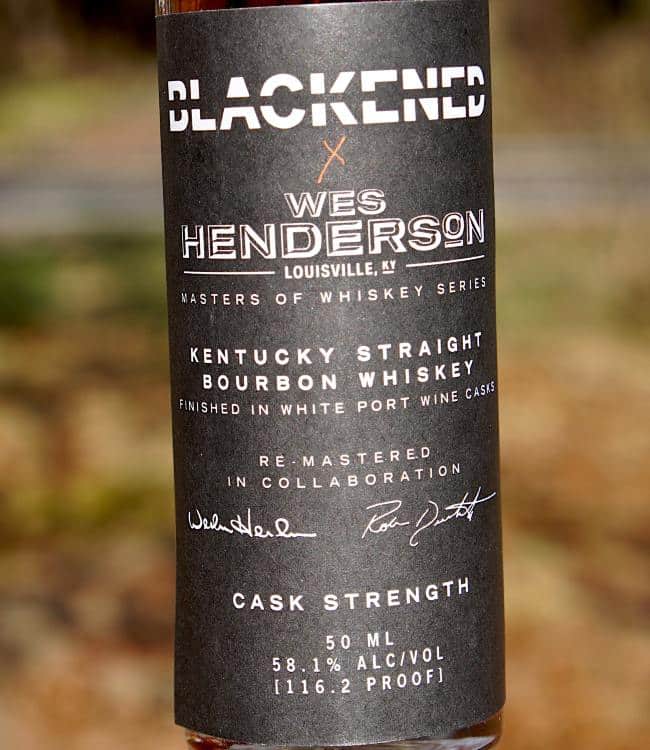 BLACKENED
X
WES
HENDERSON
LOUISVILLE, KY
MASTERS OF WHISKEY SERIES
KENTUCKY STRAIGHT
BOURBON WHISKEY
FINISHED IN WHITE PORT WINE CASKS
RE-MASTERED
IN COLLABORATION
CASK STRENGTH
50 ML
58.1% ALC/VOL
[116.2 PROOF]